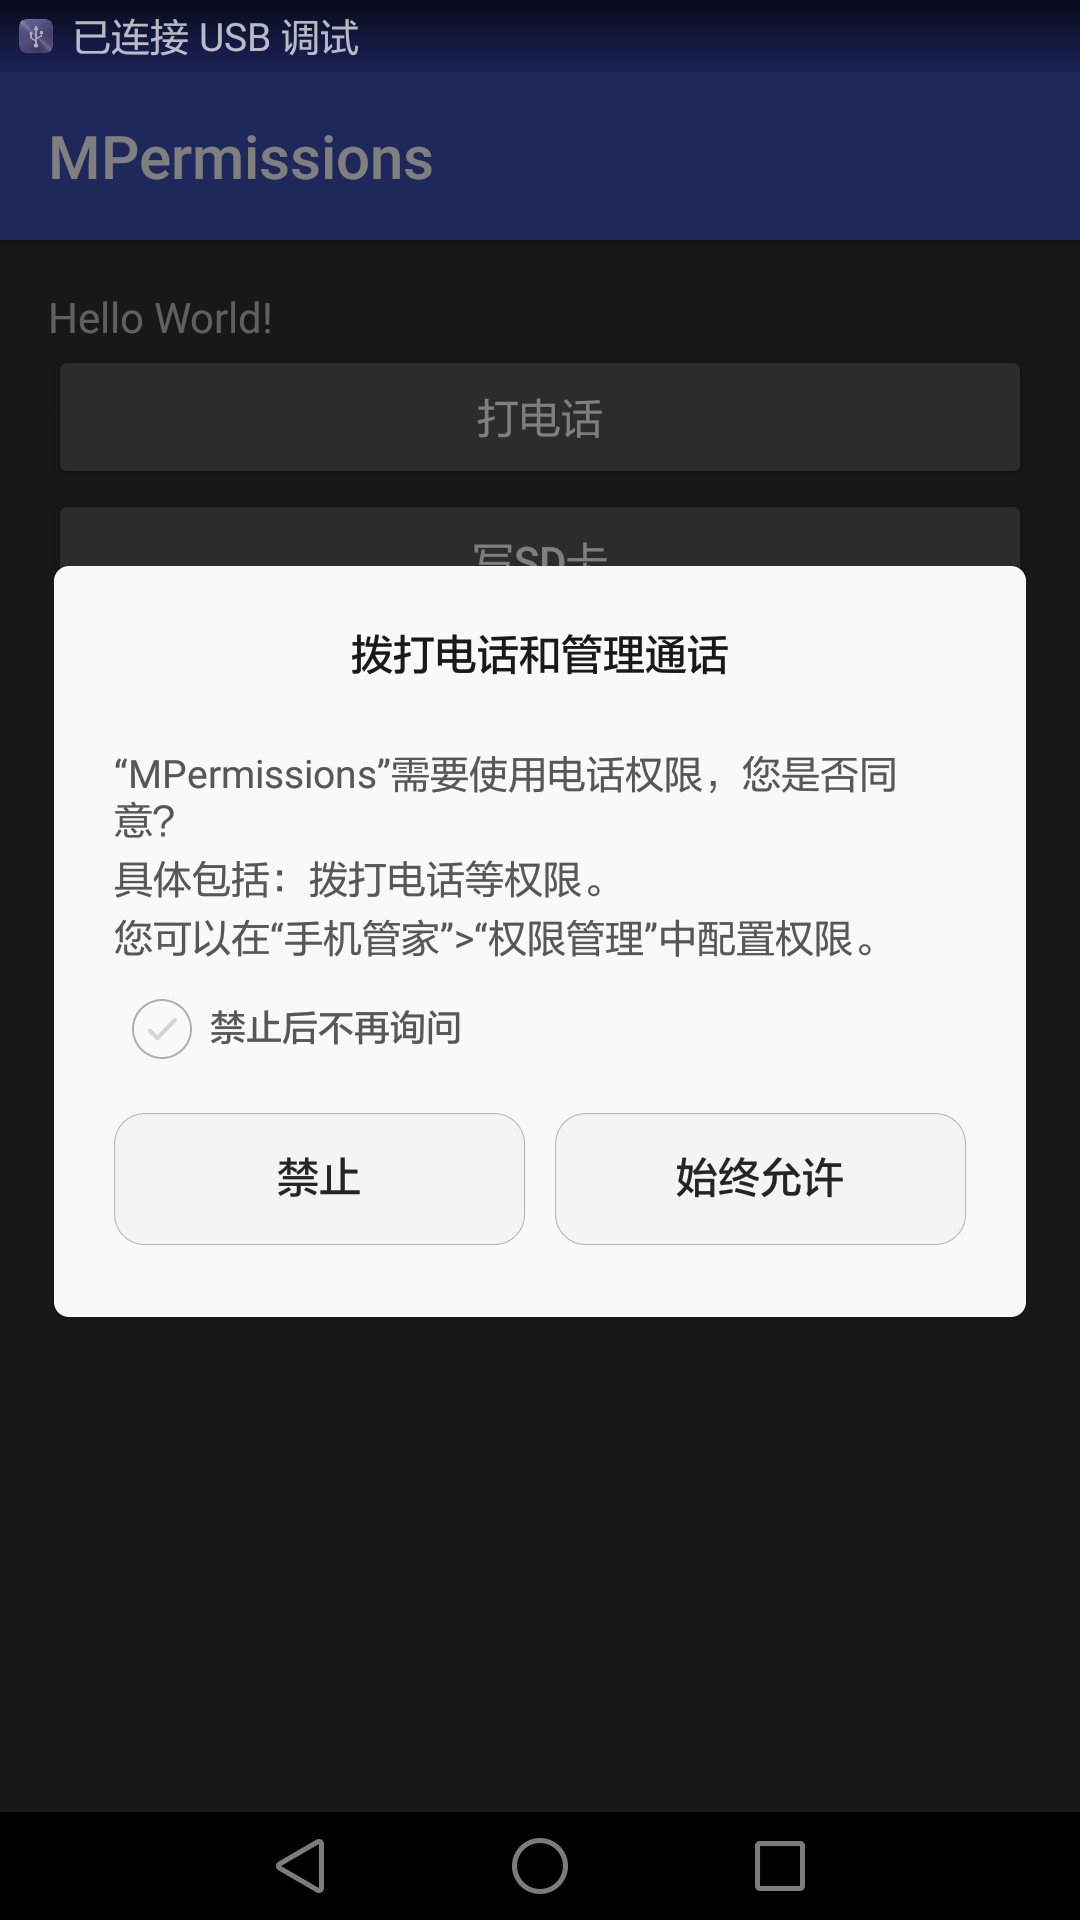 已连接 USB 调试
MPermissions
Hello World!
打电话
写SD卡
拨打电话和管理通话
“MPermissions”需要使用电话权限，您是否同
意？
具体包括：拨打电话等权限。
您可以在“手机管家”>“权限管理”中配置权限。
禁止后不再询问
禁止
始终允许